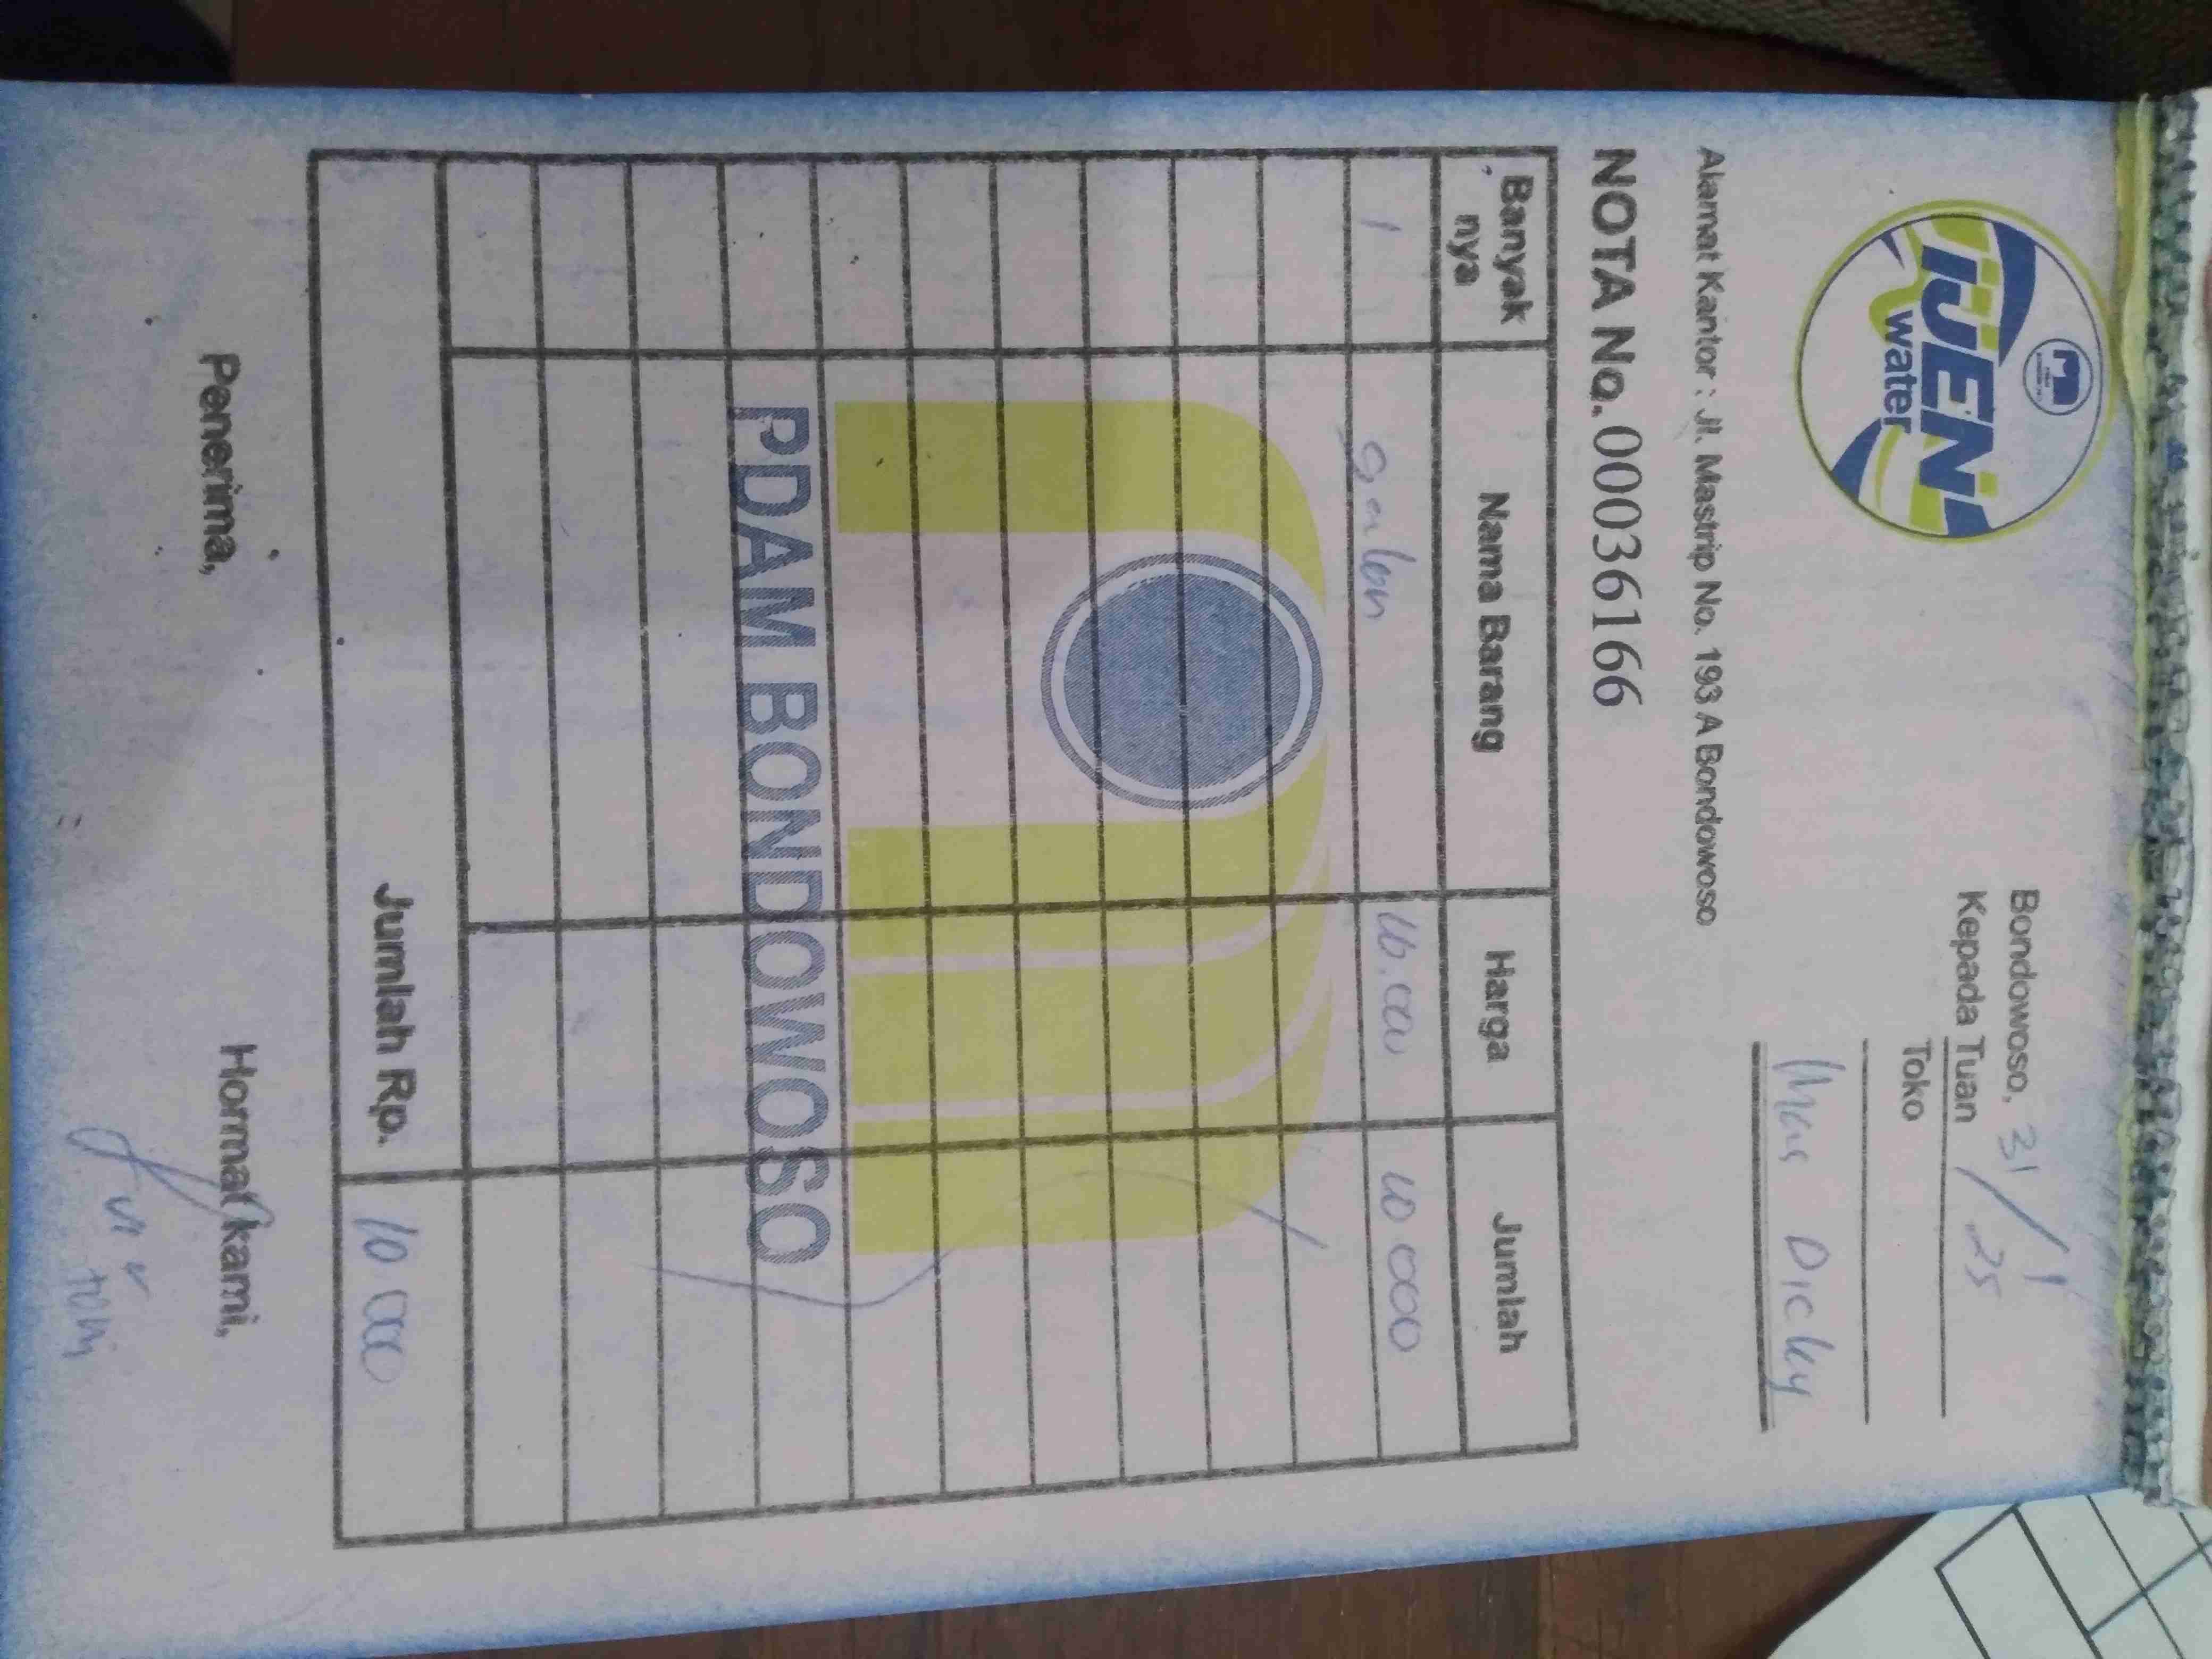 IJEN
water
Bondowoso, 31/1 25
Kepada Tuan
Toko
Mas Dicky
Alamat Kantor : Jl. Mastrip No. 193 A Bondowoso
NOTA No. 00036166
Banyak nya Nama Barang Harga Jumlah
1 Galon 10.000 10 000
PDAM BONDOWOSO
Jumlah Rp. 10 000
Penerima, Hormat kami,